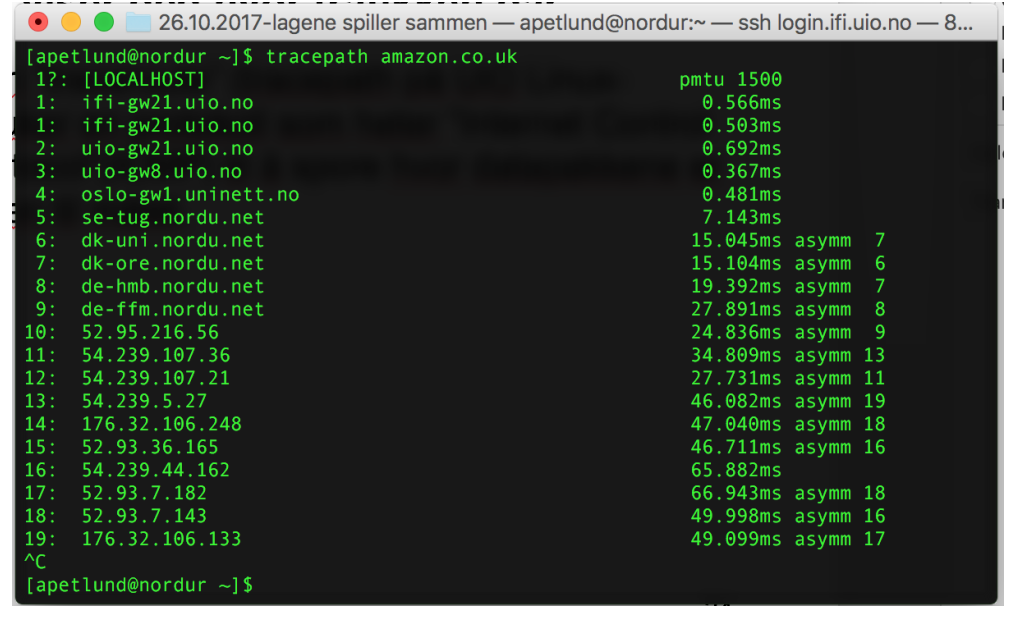 26.10.2017-lagene spiller sammen — apetlund@nordur:~ — ssh login.ifi.uio.no — 8...
[apetlund@nordur ~]$ tracepath amazon.co.uk
1?: [LOCALHOST] pmtu 1500
1: ifi-gw21.uio.no 0.566ms
1: ifi-gw21.uio.no 0.503ms
2: uio-gw21.uio.no 0.692ms
3: uio-gw8.uio.no 0.367ms
4: oslo-gw1.uninett.no 0.481ms
5: se-tug.nordu.net 7.143ms
6: dk-uni.nordu.net 15.045ms asymm 7
7: dk-ore.nordu.net 15.104ms asymm 6
8: de-hmb.nordu.net 19.392ms asymm 7
9: de-ffm.nordu.net 27.891ms asymm 8
10: 52.95.216.56 24.836ms asymm 9
11: 54.239.107.36 34.809ms asymm 13
12: 54.239.107.21 27.731ms asymm 11
13: 54.239.5.27 46.082ms asymm 19
14: 176.32.106.248 47.040ms asymm 18
15: 52.93.36.165 46.711ms asymm 16
16: 54.239.44.162 65.882ms
17: 52.93.7.182 66.943ms asymm 18
18: 52.93.7.143 49.998ms asymm 16
19: 176.32.106.133 49.099ms asymm 17
^C
[apetlund@nordur ~]$